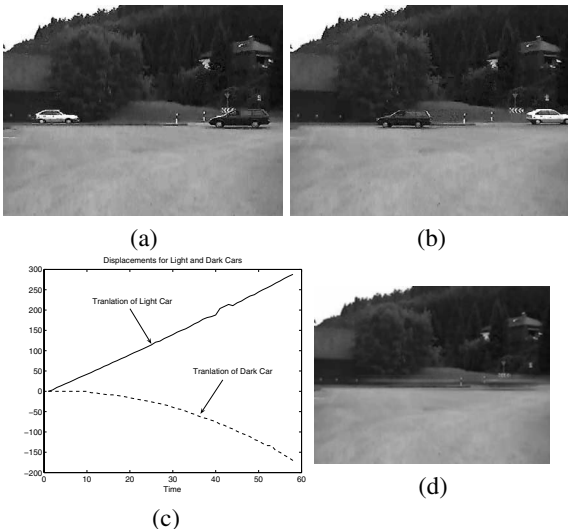 (a)
(b)
Displacements for Light and Dark Cars
300
250
200
150
100
50
0
−50
−100
−150
−200
Tranlation of Light Car
Tranlation of Dark Car
0 10 20 30 40 50 60
Time
(c)
(d)